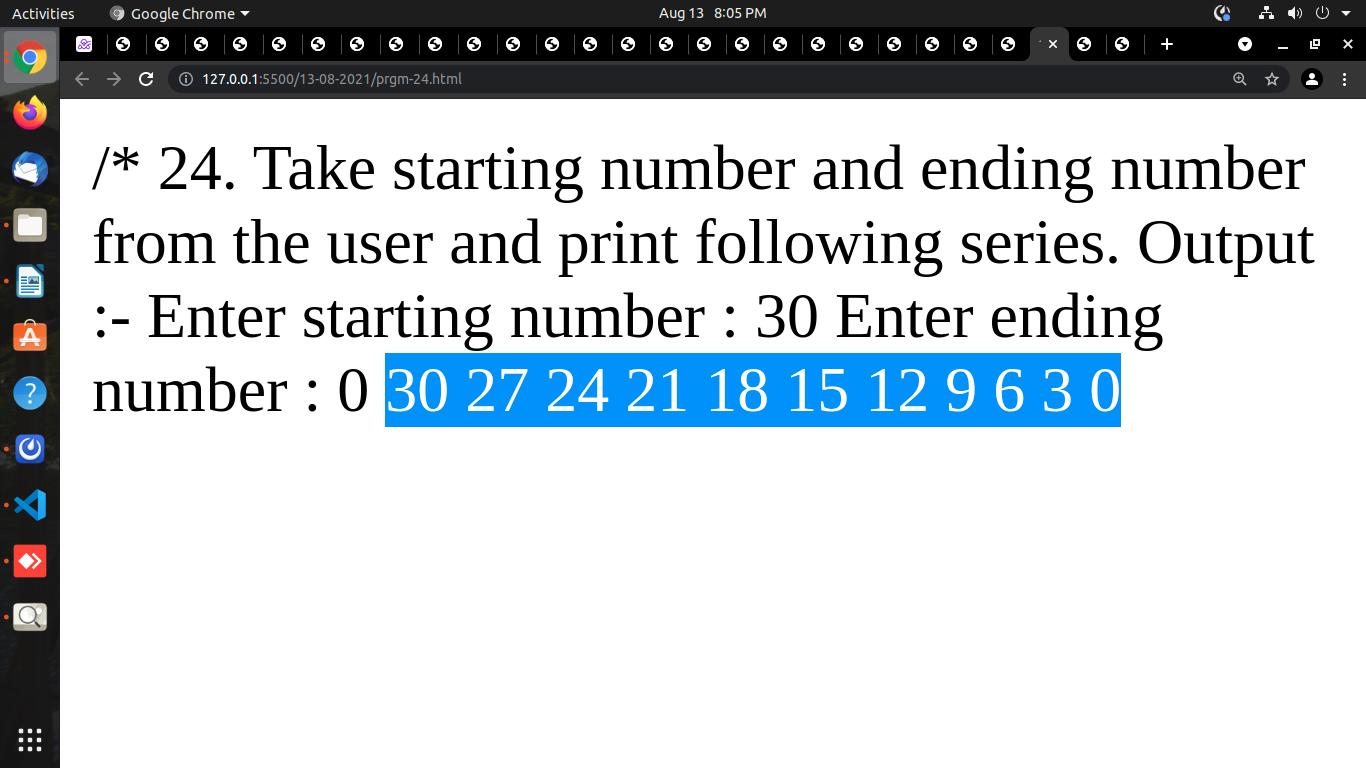 Activities
Google Chrome
Aug 13 8:05 PM
127.0.0.1:5500/13-08-2021/prgm-24.html
/* 24. Take starting number and ending number
from the user and print following series. Output
:- Enter starting number : 30 Enter ending
number : 0 30 27 24 21 18 15 12 9 6 3 0